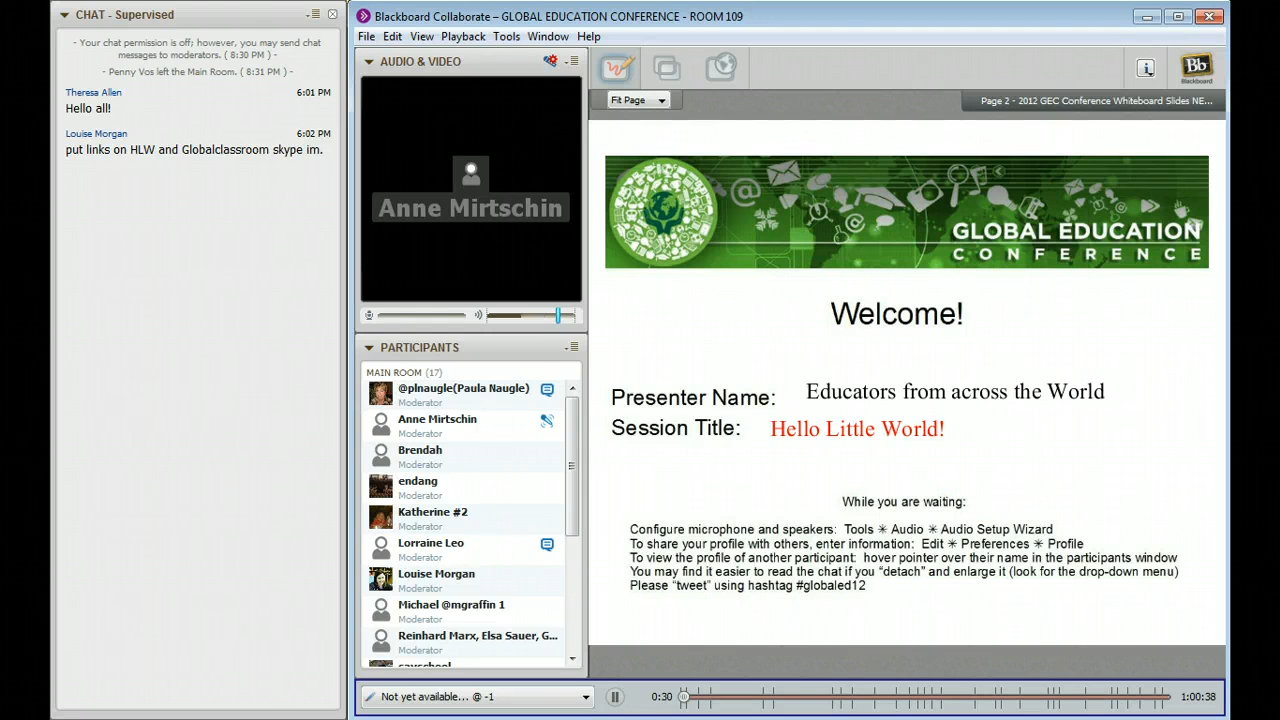 CHAT - Supervised
- Your chat permission is off; however, you may send chat
messages to moderators. ( 8:30 PM ) -
- Penny Vos left the Main Room. ( 8:31 PM ) -
Theresa Allen 6:01 PM
Hello all!
Louise Morgan 6:02 PM
put links on HLW and Globalclassroom skype im.
Blackboard Collaborate – GLOBAL EDUCATION CONFERENCE - ROOM 109
File Edit View Playback Tools Window Help
AUDIO & VIDEO
Anne Mirtschin
PARTICIPANTS
MAIN ROOM (17)
@plnaugle(Paula Naugle)
Moderator
Anne Mirtschin
Moderator
Brendah
Moderator
endang
Moderator
Katherine #2
Moderator
Lorraine Leo
Moderator
Louise Morgan
Moderator
Michael @mgraffin 1
Moderator
Reinhard Marx, Elsa Sauer, G...
Moderator
Bb
Blackboard
Fit Page
Page 2 - 2012 GEC Conference Whiteboard Slides NE...
GLOBAL EDUCATION
CONFERENCE
Welcome!
Presenter Name: Educators from across the World
Session Title: Hello Little World!
While you are waiting:
Configure microphone and speakers: Tools ✳ Audio ✳ Audio Setup Wizard
To share your profile with others, enter information: Edit ✳ Preferences ✳ Profile
To view the profile of another participant: hover pointer over their name in the participants window
You may find it easier to read the chat if you “detach” and enlarge it (look for the drop-down menu)
Please “tweet” using hashtag #globaled12
Not yet available... @ -1
0:30
1:00:38